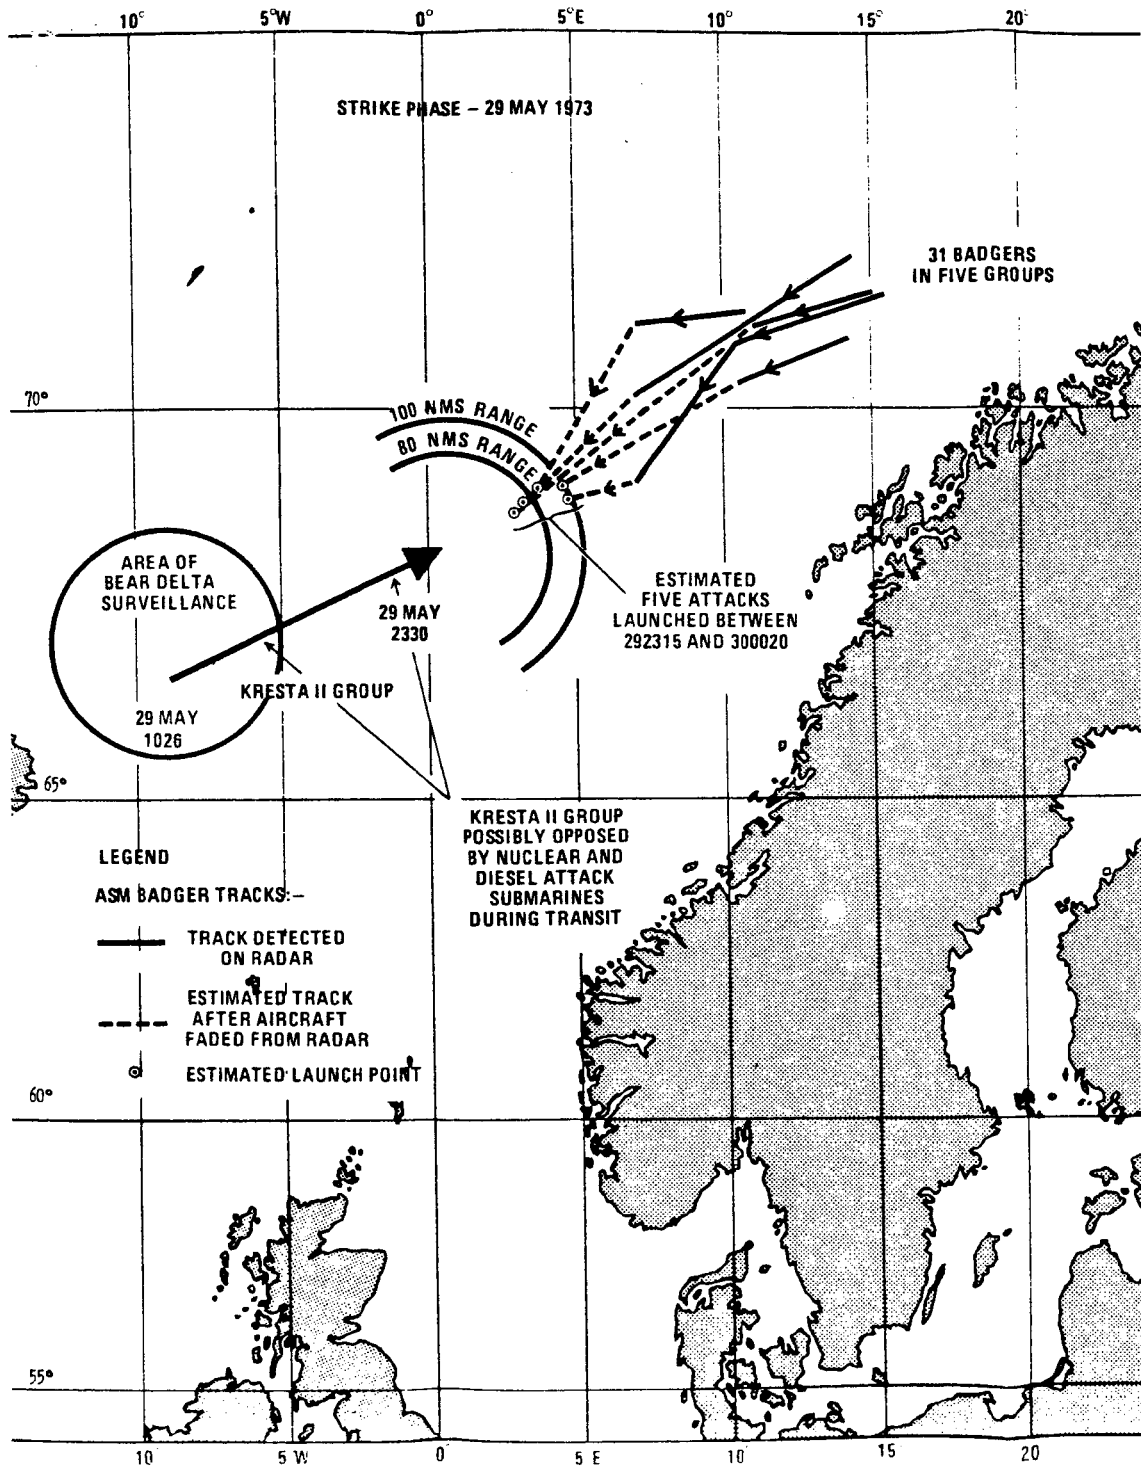 10°
5°W
0°
5°E
10°
15°
20°
STRIKE PHASE – 29 MAY 1973
31 BADGERS
IN FIVE GROUPS
70°
100 NMS RANGE
80 NMS RANGE
AREA OF
BEAR DELTA
SURVEILLANCE
29 MAY
2330
ESTIMATED
FIVE ATTACKS
LAUNCHED BETWEEN
292315 AND 300020
KRESTA II GROUP
29 MAY
1026
65°
KRESTA II GROUP
POSSIBLY OPPOSED
BY NUCLEAR AND
DIESEL ATTACK
SUBMARINES
DURING TRANSIT
LEGEND
ASM BADGER TRACKS:–
TRACK DETECTED
ON RADAR
ESTIMATED TRACK
AFTER AIRCRAFT
FADED FROM RADAR
ESTIMATED LAUNCH POINT
60°
55°
10
5 W
0
5 E
10
15
20